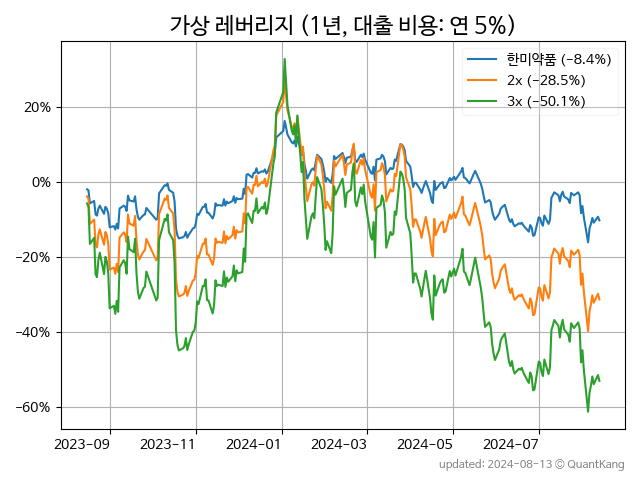 가상 레버리지 (1년, 대출 비용: 연 5%)
한미약품 (−8.4%)
2x (−28.5%)
3x (−50.1%)
20%
0%
−20%
−40%
−60%
2023-09 2023-11 2024-01 2024-03 2024-05 2024-07
updated: 2024-08-13 © QuantKang